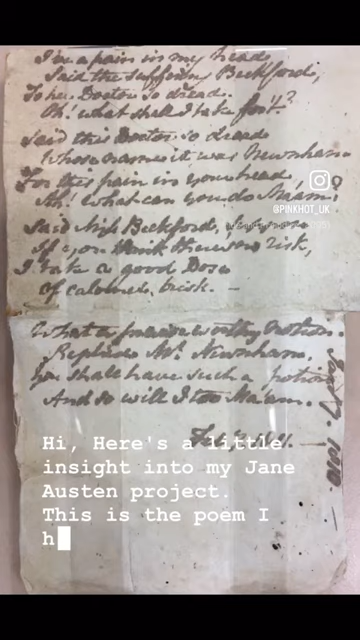 I've a pain in my head
Said the suffering Beckford,
To her Doctor so dread.
Oh! what shall I take for't?
Said this Doctor so dread
Whose name it was Newnham.
For this pain in your head,
Ah! What can you do Ma'am?
@PINKHOT_UK
Said Miss Beckford,
If you think there's no risk,
I take a good Dose
Of calomel, brisk. —
What a praise worthy Notion.
Replied Mr. Newnham.
You shall have such a potion
And so will I too Ma'am.
Hi, Here's a little
insight into my Jane
Austen project.
This is the poem I
h